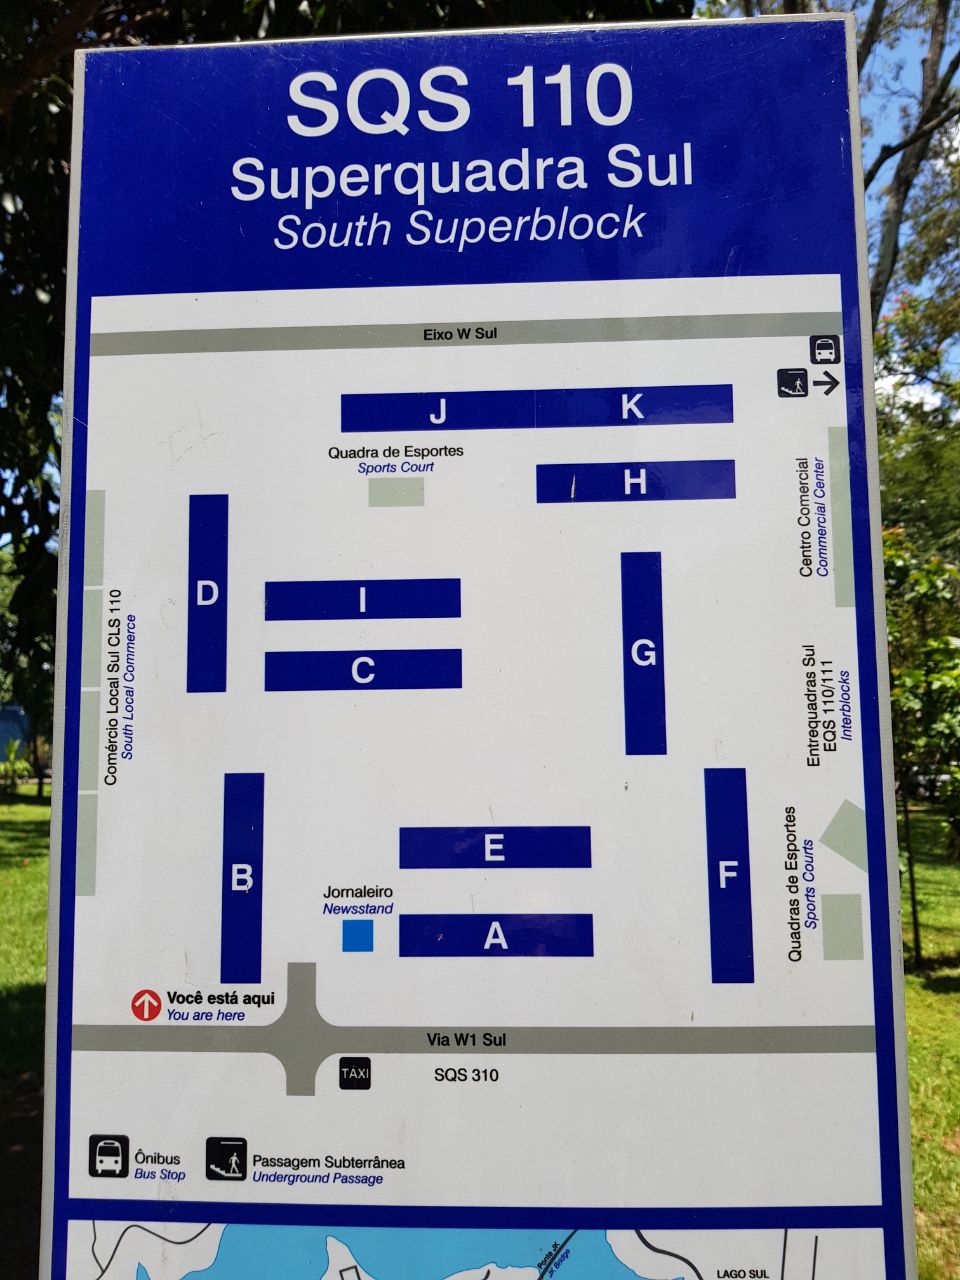 SQS 110
Superquadra Sul
South Superblock
Eixo W Sul
J
K
Quadra de Esportes
Sports Court
H
Centro Comercial
Commercial Center
D
I
C
G
Comércio Local Sul CLS 110
South Local Commerce
Entrequadras Sul
EQS 110/111
Interblocks
B
E
F
Jornaleiro
Newsstand
A
Quadras de Esportes
Sports Courts
Você está aqui
You are here
Via W1 Sul
TÁXI
SQS 310
Ônibus
Bus Stop
Passagem Subterrânea
Underground Passage
Ponte JK
JK Bridge
LAGO SUL